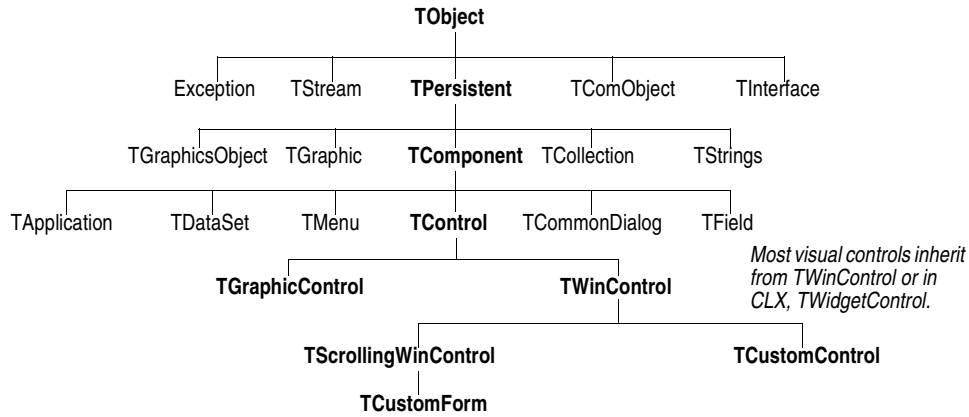 TObject
Exception TStream TPersistent TComObject TInterface
TGraphicsObject TGraphic TComponent TCollection TStrings
TApplication TDataSet TMenu TControl TCommonDialog TField
Most visual controls inherit
from TWinControl or in
CLX, TWidgetControl.
TGraphicControl TWinControl
TScrollingWinControl TCustomControl
TCustomForm